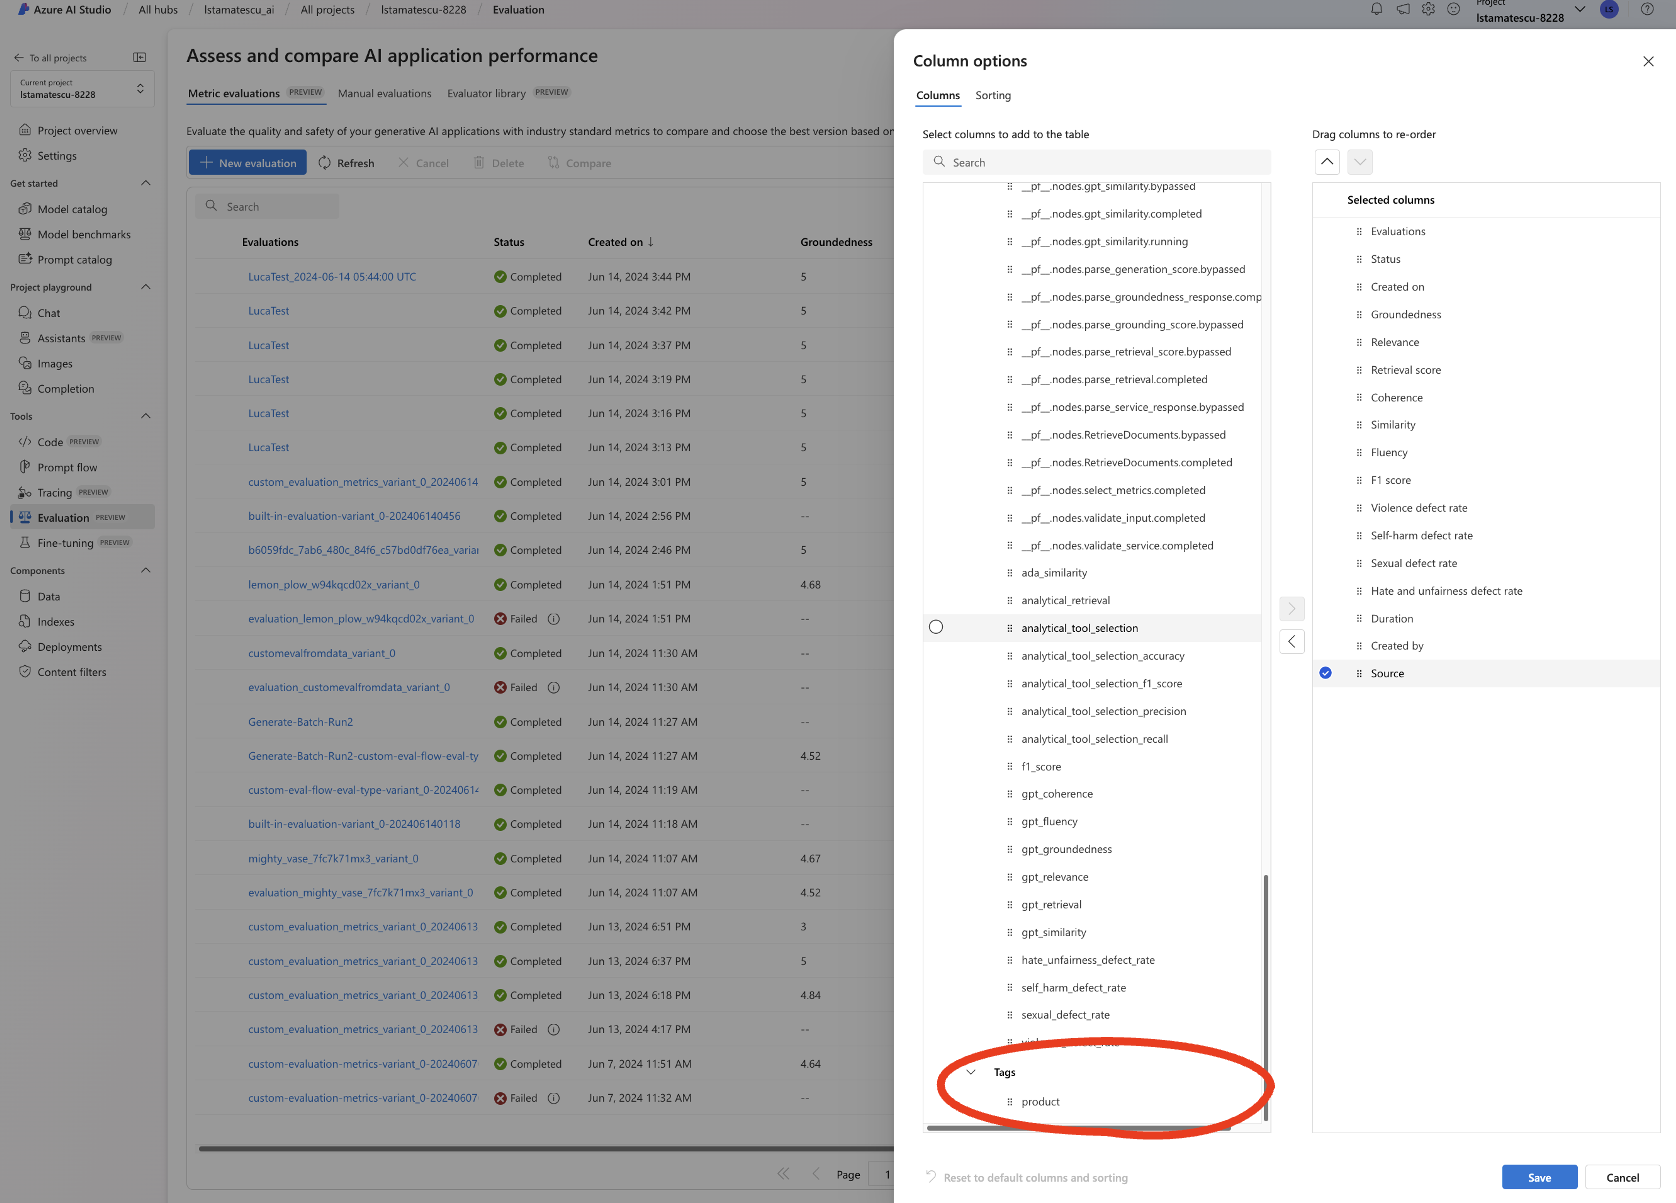 Azure AI Studio / All hubs / lstamatescu_ai / All projects / lstamatescu-8228 / Evaluation
Project
lstamatescu-8228
LS
To all projects
Current project
lstamatescu-8228
Project overview
Settings
Get started
Model catalog
Model benchmarks
Prompt catalog
Project playground
Chat
Assistants PREVIEW
Images
Completion
Tools
Code PREVIEW
Prompt flow
Tracing PREVIEW
Evaluation PREVIEW
Fine-tuning PREVIEW
Components
Data
Indexes
Deployments
Content filters
Assess and compare AI application performance
Metric evaluations PREVIEW Manual evaluations Evaluator library PREVIEW
Evaluate the quality and safety of your generative AI applications with industry standard metrics to compare and choose the best version based on
New evaluation Refresh Cancel Delete Compare
Search
Evaluations Status Created on ↓ Groundedness
LucaTest_2024-06-14 05:44:00 UTC Completed Jun 14, 2024 3:44 PM 5
LucaTest Completed Jun 14, 2024 3:42 PM 5
LucaTest Completed Jun 14, 2024 3:37 PM 5
LucaTest Completed Jun 14, 2024 3:19 PM 5
LucaTest Completed Jun 14, 2024 3:16 PM 5
LucaTest Completed Jun 14, 2024 3:13 PM 5
custom_evaluation_metrics_variant_0_20240614 Completed Jun 14, 2024 3:01 PM 5
built-in-evaluation-variant_0-202406140456 Completed Jun 14, 2024 2:56 PM --
b6059fdc_7ab6_480c_84f6_c57bd0df76ea_varia Completed Jun 14, 2024 2:46 PM 5
lemon_plow_w94kqcd02x_variant_0 Completed Jun 14, 2024 1:51 PM 4.68
evaluation_lemon_plow_w94kqcd02x_variant_0 Failed Jun 14, 2024 1:51 PM --
customevalfromdata_variant_0 Completed Jun 14, 2024 11:30 AM --
evaluation_customevalfromdata_variant_0 Failed Jun 14, 2024 11:30 AM --
Generate-Batch-Run2 Completed Jun 14, 2024 11:27 AM --
Generate-Batch-Run2-custom-eval-flow-eval-ty Completed Jun 14, 2024 11:27 AM 4.52
custom-eval-flow-eval-type-variant_0-2024061 Completed Jun 14, 2024 11:19 AM --
built-in-evaluation-variant_0-202406140118 Completed Jun 14, 2024 11:18 AM --
mighty_vase_7fc7k71mx3_variant_0 Completed Jun 14, 2024 11:07 AM 4.67
evaluation_mighty_vase_7fc7k71mx3_variant_0 Completed Jun 14, 2024 11:07 AM 4.52
custom_evaluation_metrics_variant_0_20240613 Completed Jun 13, 2024 6:51 PM 3
custom_evaluation_metrics_variant_0_20240613 Completed Jun 13, 2024 6:37 PM 5
custom_evaluation_metrics_variant_0_20240613 Completed Jun 13, 2024 6:18 PM 4.84
custom_evaluation_metrics_variant_0_20240613 Failed Jun 13, 2024 4:17 PM --
custom-evaluation-metrics-variant_0-20240607 Completed Jun 7, 2024 11:51 AM 4.64
custom-evaluation-metrics-variant_0-20240607 Failed Jun 7, 2024 11:32 AM --
Page 1
Column options
Columns Sorting
Select columns to add to the table
Search
__pf__.nodes.gpt_similarity.bypassed
__pf__.nodes.gpt_similarity.completed
__pf__.nodes.gpt_similarity.running
__pf__.nodes.parse_generation_score.bypassed
__pf__.nodes.parse_groundedness_response.comp
__pf__.nodes.parse_grounding_score.bypassed
__pf__.nodes.parse_retrieval_score.bypassed
__pf__.nodes.parse_retrieval.completed
__pf__.nodes.parse_service_response.bypassed
__pf__.nodes.RetrieveDocuments.bypassed
__pf__.nodes.RetrieveDocuments.completed
__pf__.nodes.select_metrics.completed
__pf__.nodes.validate_input.completed
__pf__.nodes.validate_service.completed
ada_similarity
analytical_retrieval
analytical_tool_selection
analytical_tool_selection_accuracy
analytical_tool_selection_f1_score
analytical_tool_selection_precision
analytical_tool_selection_recall
f1_score
gpt_coherence
gpt_fluency
gpt_groundedness
gpt_relevance
gpt_retrieval
gpt_similarity
hate_unfairness_defect_rate
self_harm_defect_rate
sexual_defect_rate
Tags
product
Drag columns to re-order
Selected columns
Evaluations
Status
Created on
Groundedness
Relevance
Retrieval score
Coherence
Similarity
Fluency
F1 score
Violence defect rate
Self-harm defect rate
Sexual defect rate
Hate and unfairness defect rate
Duration
Created by
Source
Reset to default columns and sorting
Save Cancel